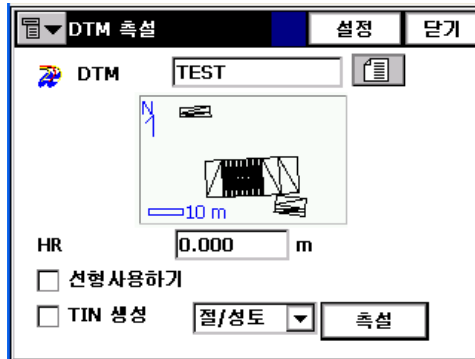 DTM 측설 설정 닫기
DTM TEST
N
10 m
HR 0.000 m
선형사용하기
TIN 생성 절/성토 측설